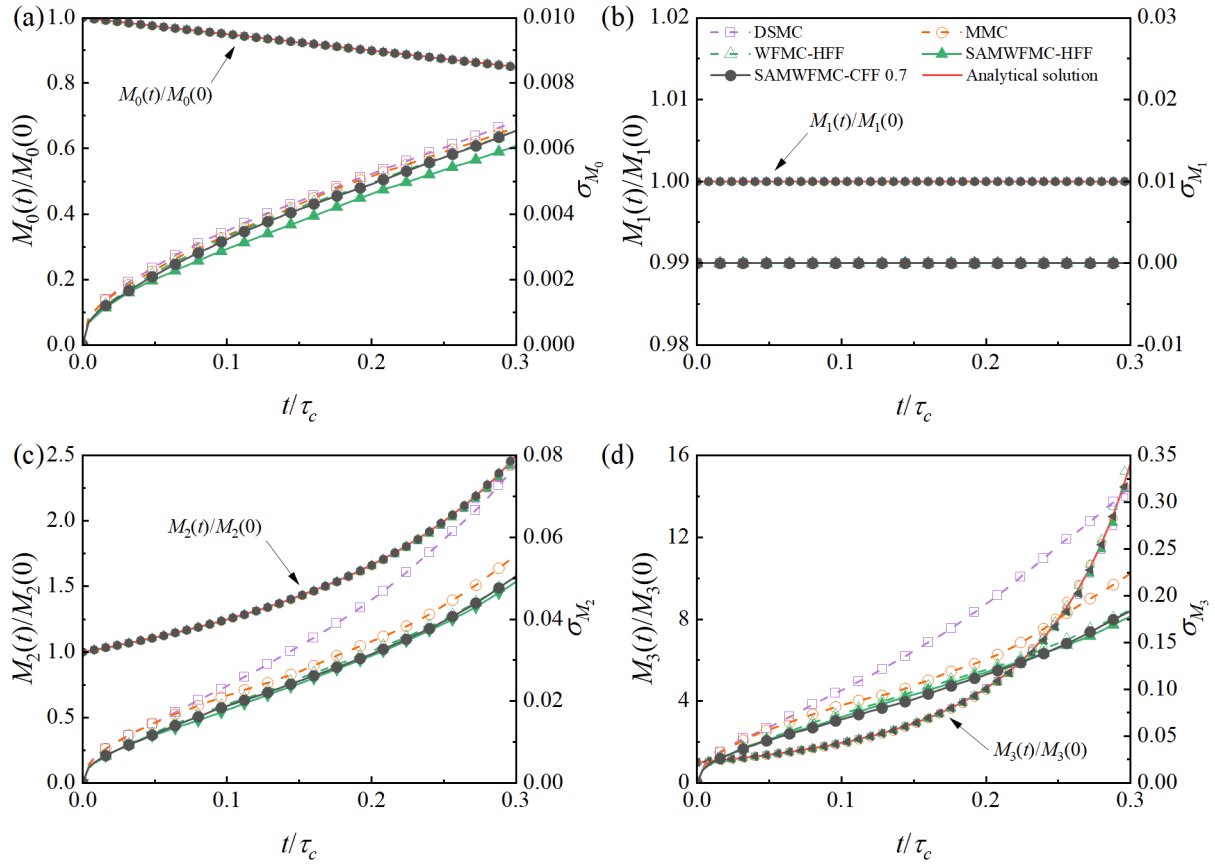 (a)
1.0
0.8
0.6
0.4
0.2
0.0
M₀(t)/M₀(0)
M₀(t)/M₀(0)
0.010
0.008
0.006
0.004
0.002
0.000
σ_M₀
0.0 0.1 0.2 0.3
t/τ_c
(b)
1.02
1.01
1.00
0.99
0.98
M₁(t)/M₁(0)
DSMC MMC
WFMC-HFF SAMWFMC-HFF
SAMWFMC-CFF 0.7 Analytical solution
M₁(t)/M₁(0)
0.03
0.02
0.01
0.00
-0.01
σ_M₁
0.0 0.1 0.2 0.3
t/τ_c
(c)
2.5
2.0
1.5
1.0
0.5
0.0
M₂(t)/M₂(0)
M₂(t)/M₂(0)
0.08
0.06
0.04
0.02
0.00
σ_M₂
0.0 0.1 0.2 0.3
t/τ_c
(d)
16
12
8
4
0
M₃(t)/M₃(0)
M₃(t)/M₃(0)
0.35
0.30
0.25
0.20
0.15
0.10
0.05
0.00
σ_M₃
0.0 0.1 0.2 0.3
t/τ_c